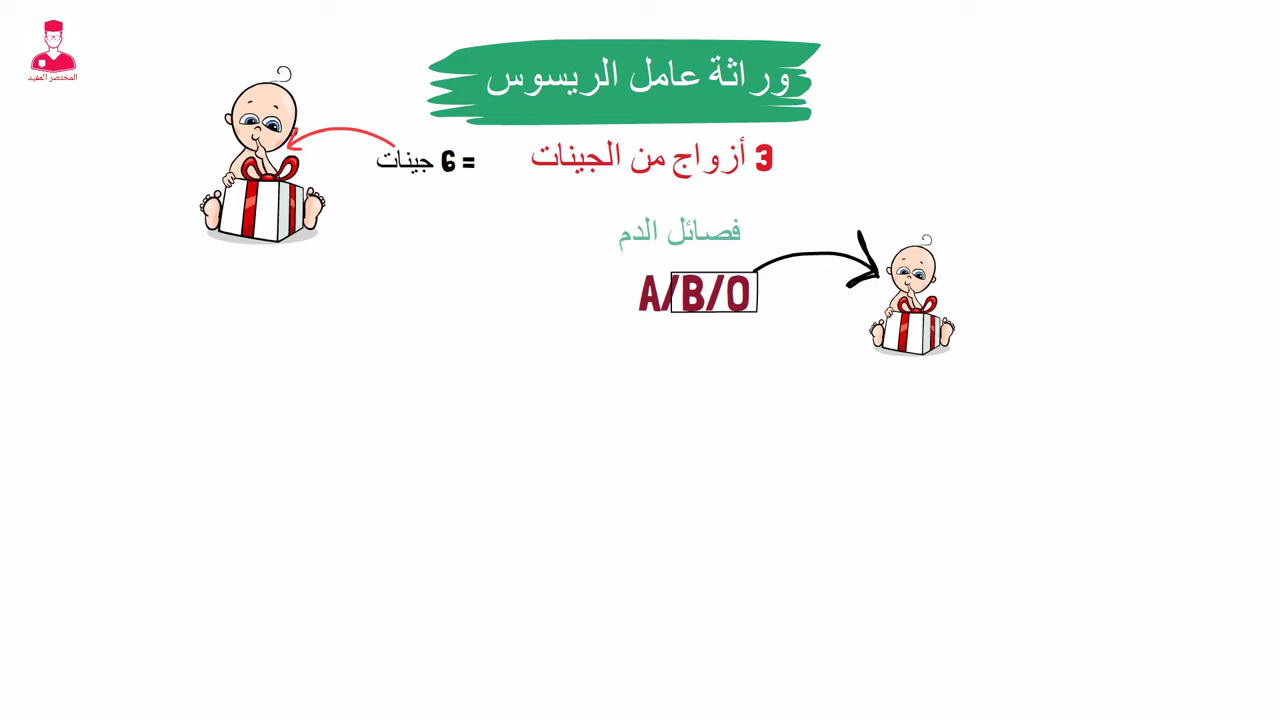 المختصر المفيد
وراثة عامل الريسوس
3 أزواج من الجينات
= 6 جينات
فصائل الدم
A/B/O